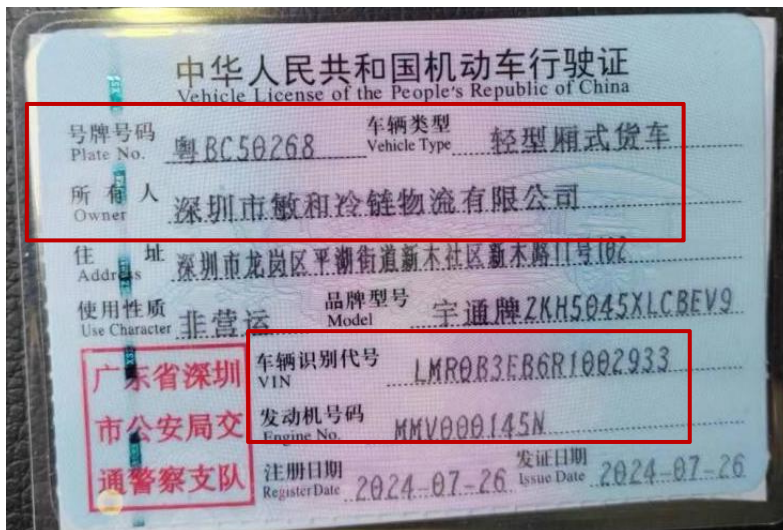 中华人民共和国机动车行驶证
Vehicle License of the People's Republic of China
号牌号码 粤BC50268 车辆类型 轻型厢式货车
Plate No. Vehicle Type
所有人 深圳市敏和冷链物流有限公司
Owner
住址 深圳市龙岗区平湖街道新木社区新木路11号102
Address
使用性质 非营运 品牌型号 宇通牌ZKH5045XLCBEV9
Use Character Model
广东省深圳 车辆识别代号 LMR0B3EB6R1002933
VIN
市公安局交 发动机号码 MMV000145N
Engine No.
通警察支队 注册日期 2024-07-26 发证日期 2024-07-26
Register Date Issue Date